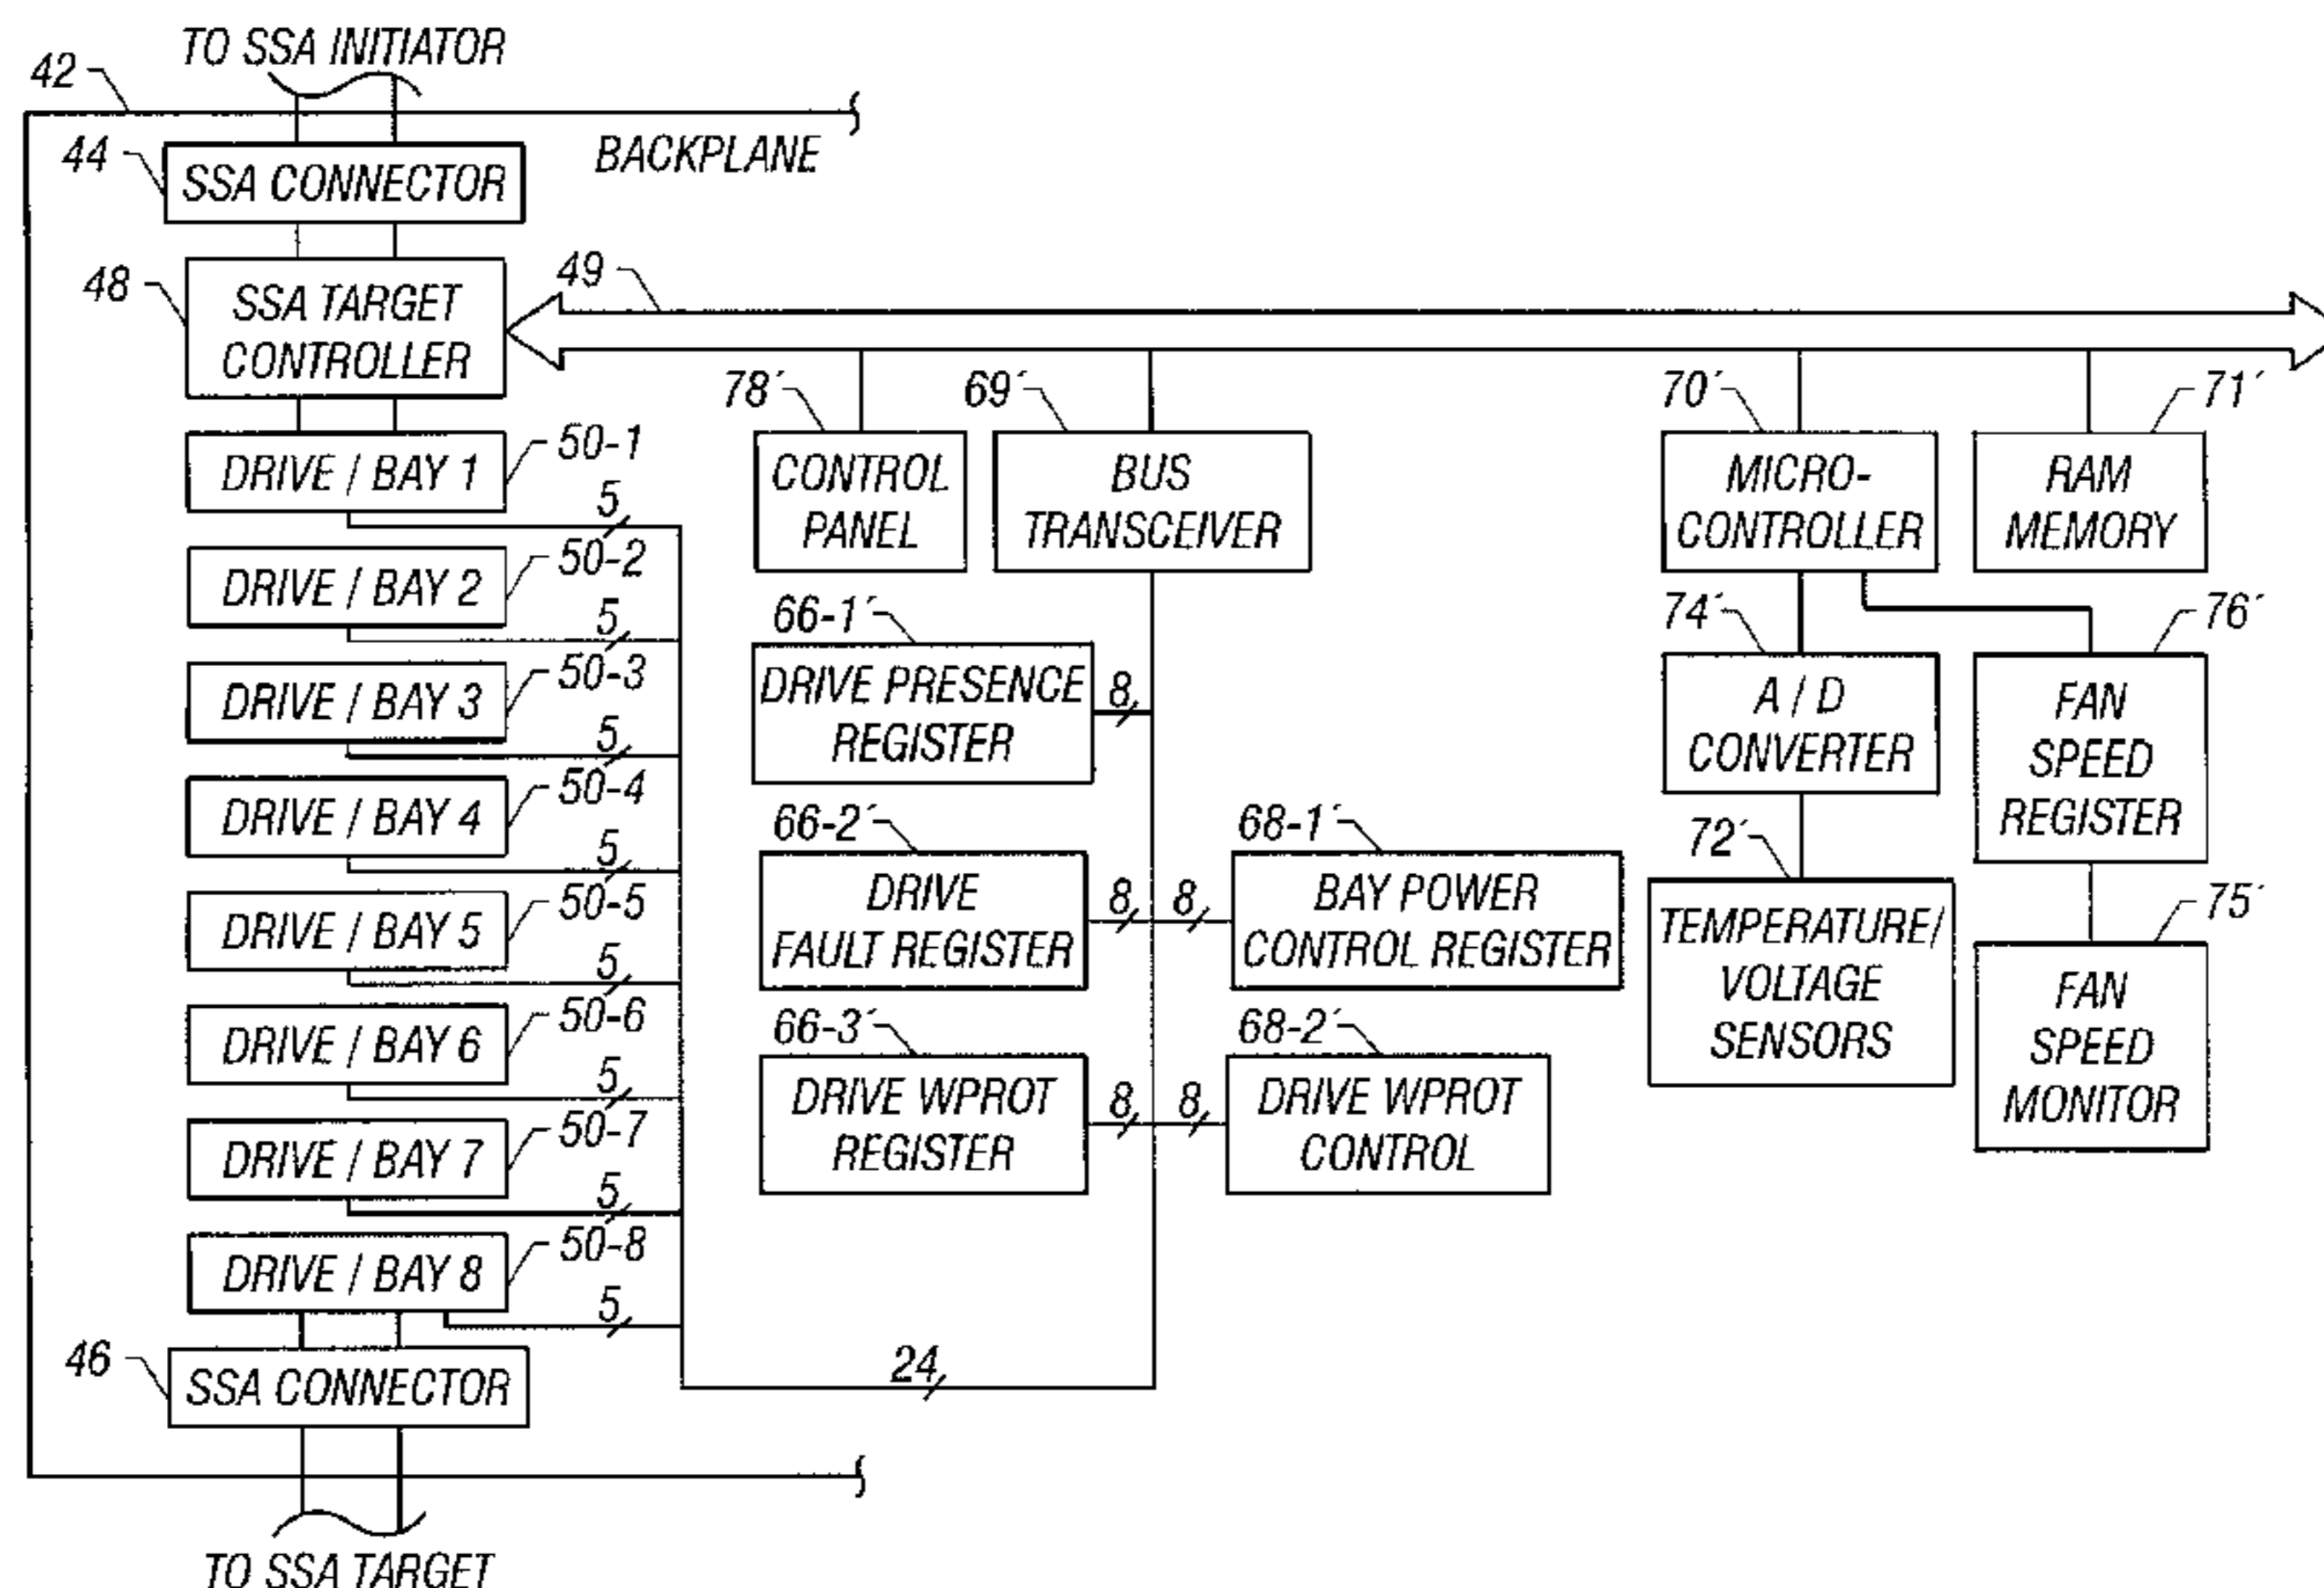 TO SSA INITIATOR
42
BACKPLANE
44
SSA CONNECTOR
48
SSA TARGET
CONTROLLER
49
78´
CONTROL
PANEL
69´
BUS
TRANSCEIVER
70´
MICRO-
CONTROLLER
71´
RAM
MEMORY
50-1
DRIVE / BAY 1
5
50-2
DRIVE / BAY 2
5
50-3
DRIVE / BAY 3
5
50-4
DRIVE / BAY 4
5
50-5
DRIVE / BAY 5
5
50-6
DRIVE / BAY 6
5
50-7
DRIVE / BAY 7
5
50-8
DRIVE / BAY 8
5
46
SSA CONNECTOR
24
66-1´
DRIVE PRESENCE
REGISTER
8
66-2´
DRIVE
FAULT REGISTER
8
8
68-1´
BAY POWER
CONTROL REGISTER
66-3´
DRIVE WPROT
REGISTER
8
8
68-2´
DRIVE WPROT
CONTROL
74´
A / D
CONVERTER
72´
TEMPERATURE/
VOLTAGE
SENSORS
76´
FAN
SPEED
REGISTER
75´
FAN
SPEED
MONITOR
TO SSA TARGET